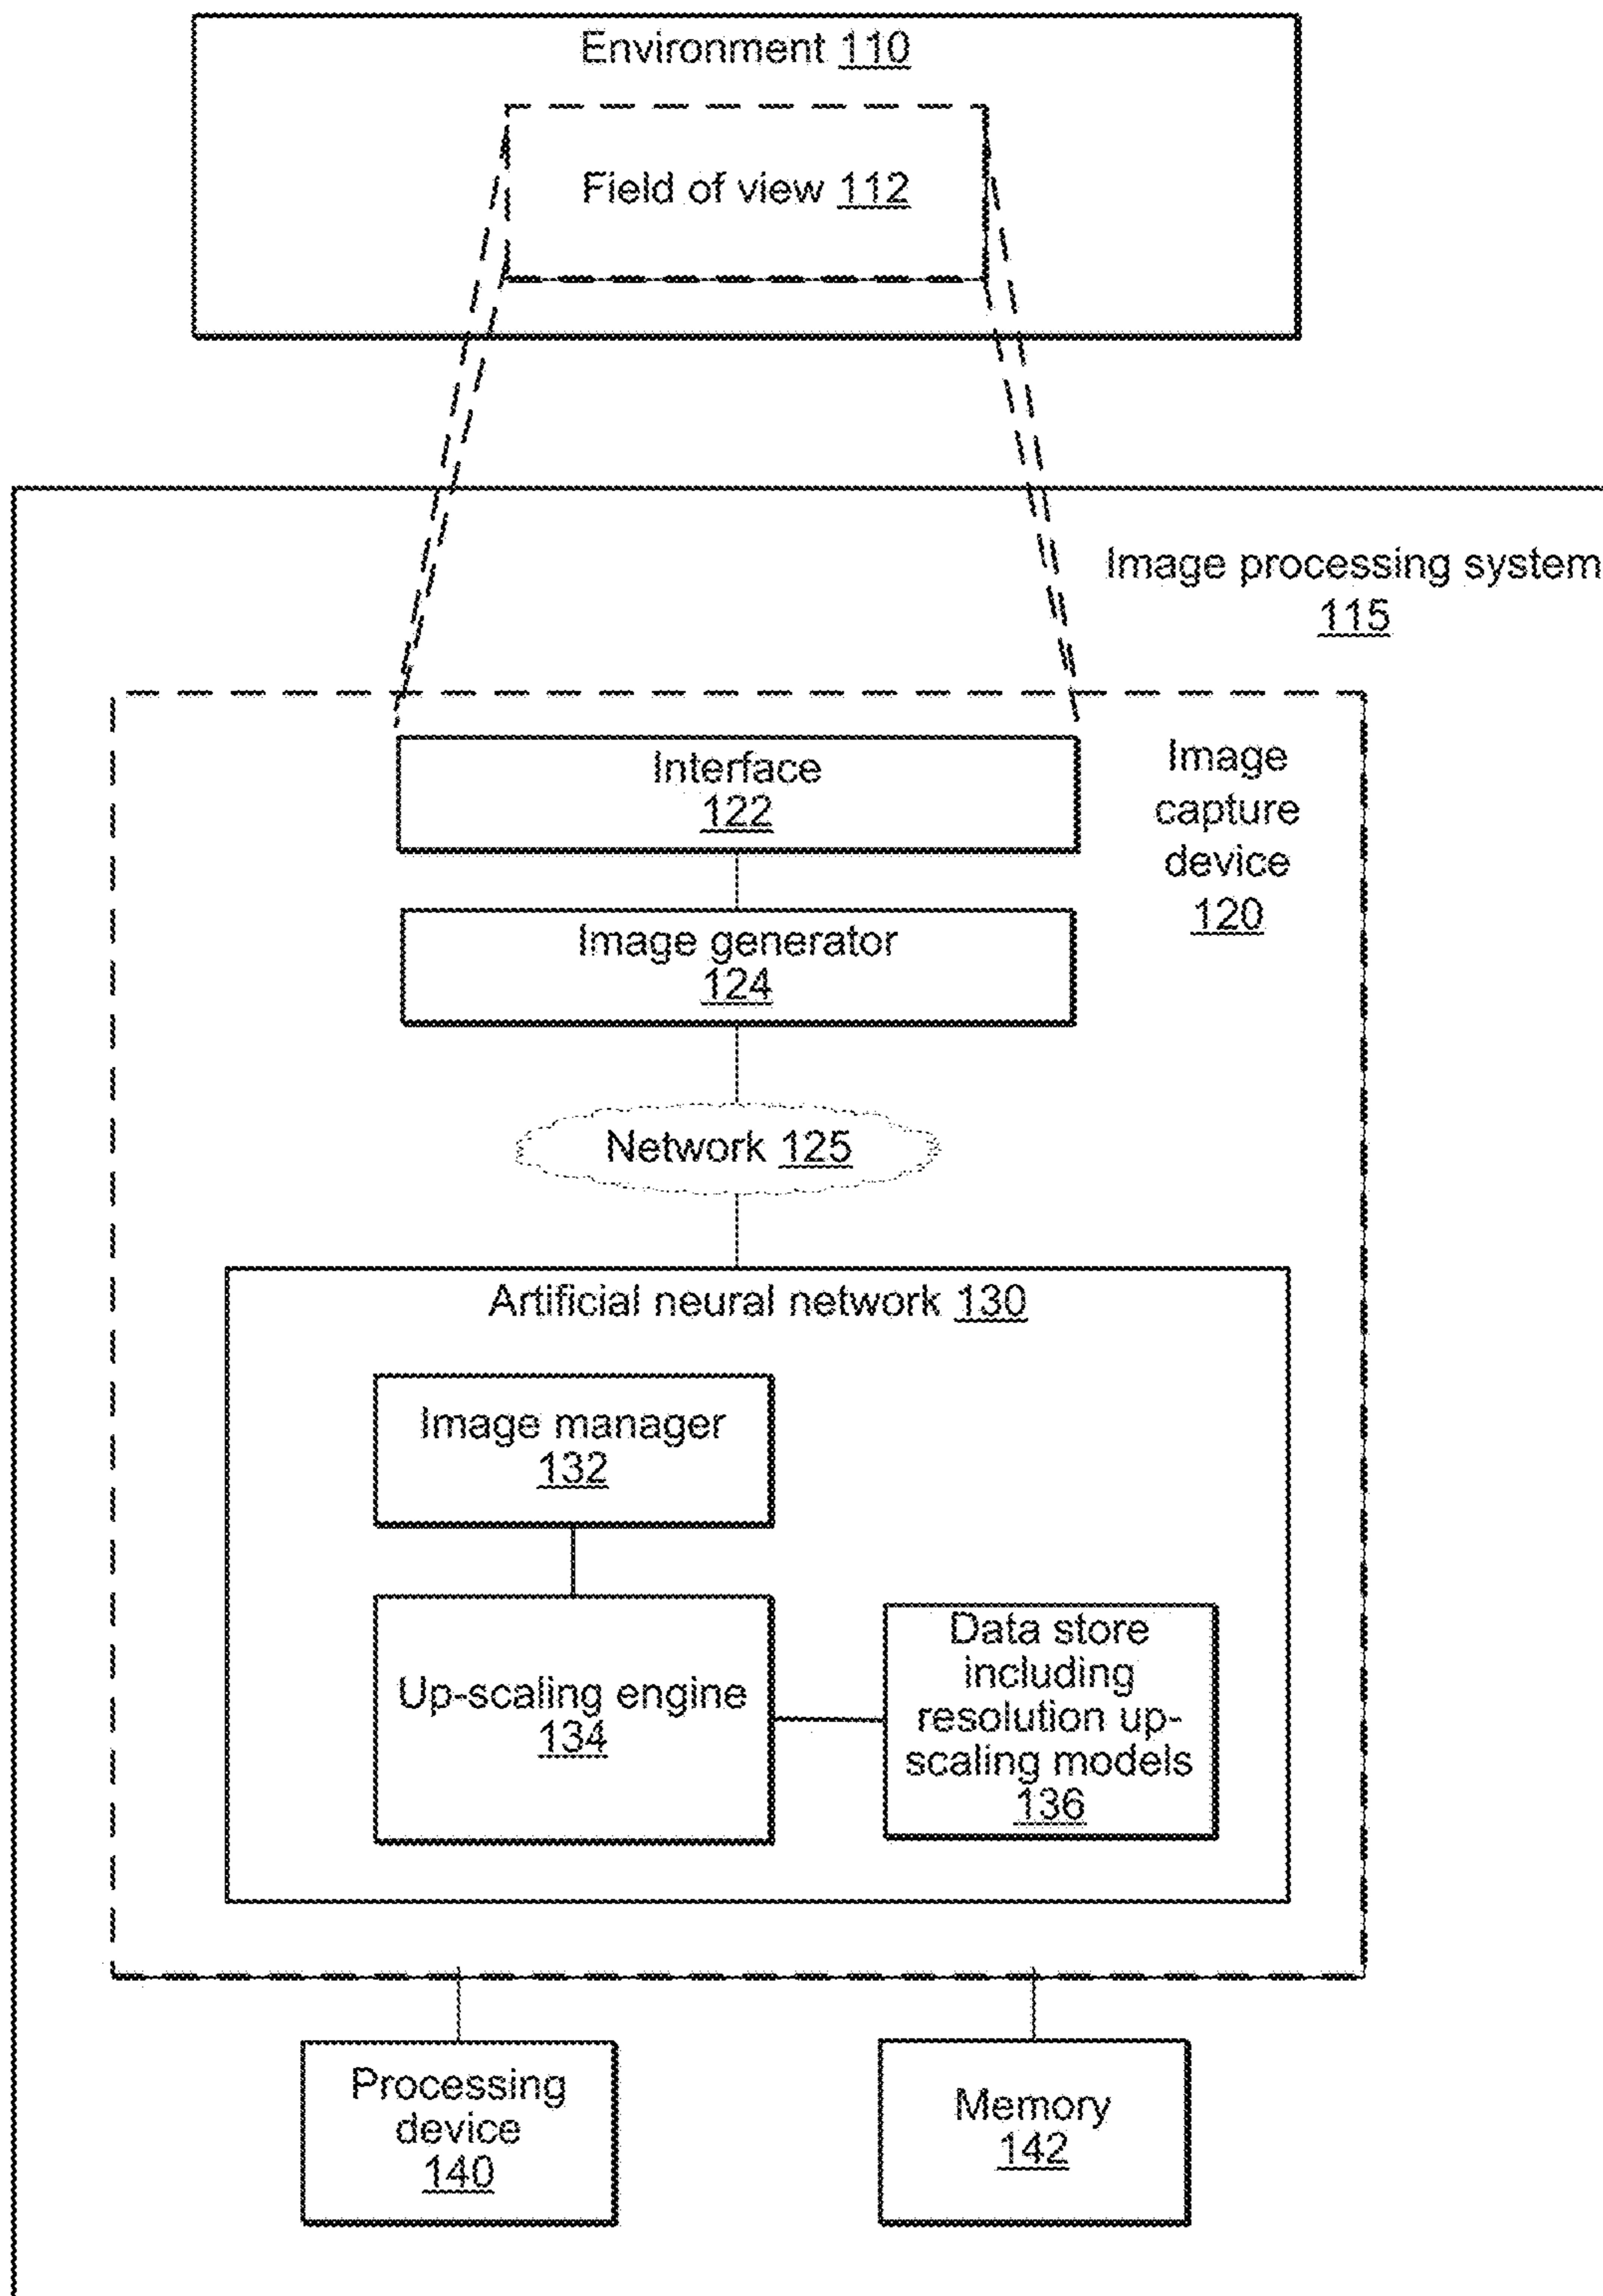 Environment 110
Field of view 112
Image processing system
115
Interface
122
Image
capture
device
120
Image generator
124
Network 125
Artificial neural network 130
Image manager
132
Up-scaling engine
134
Data store
including
resolution up-
scaling models
136
Processing
device
140
Memory
142